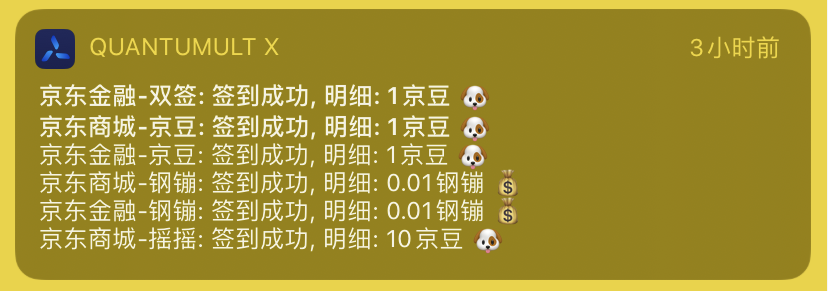 QUANTUMULT X
3小时前
京东金融-双签: 签到成功, 明细: 1京豆 🐶
京东商城-京豆: 签到成功, 明细: 1京豆 🐶
京东金融-京豆: 签到成功, 明细: 1京豆 🐶
京东商城-钢镚: 签到成功, 明细: 0.01钢镚 💰
京东金融-钢镚: 签到成功, 明细: 0.01钢镚 💰
京东商城-摇摇: 签到成功, 明细: 10京豆 🐶